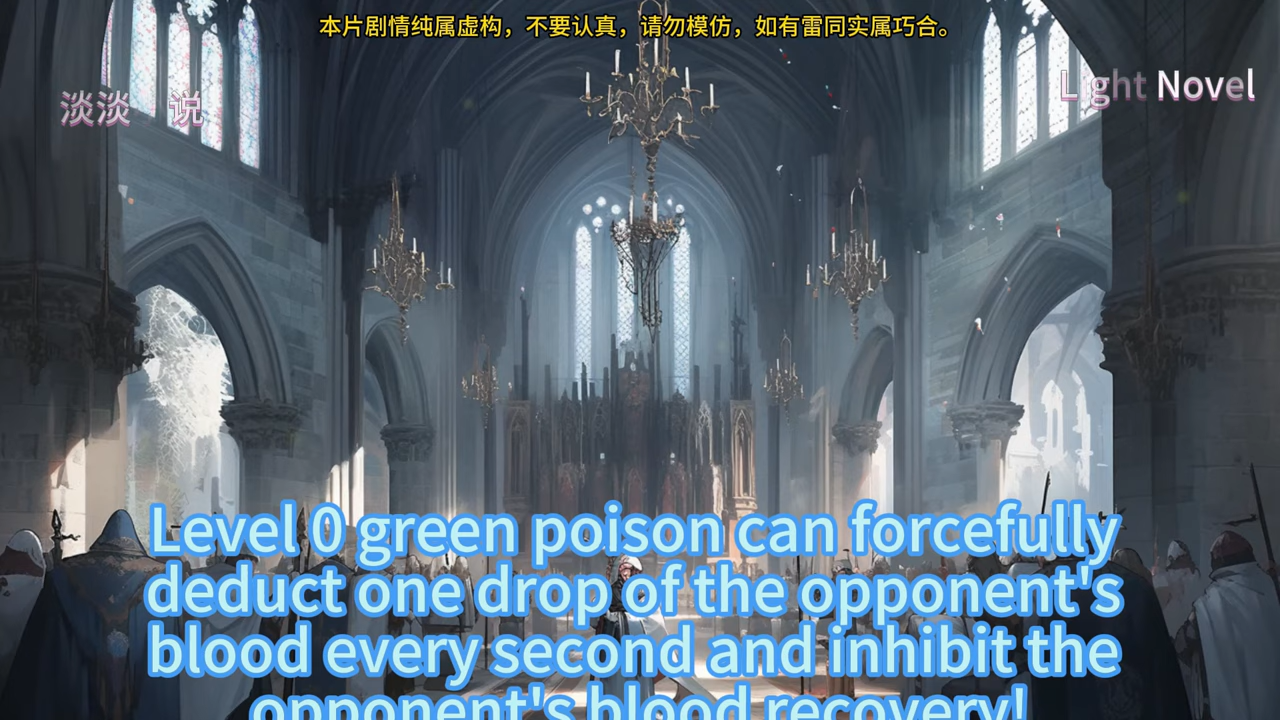 本片剧情纯属虚构，不要认真，请勿模仿，如有雷同实属巧合。
淡淡 说
Light Novel
Level 0 green poison can forcefully
deduct one drop of the opponent's
blood every second and inhibit the
opponent's blood recovery!